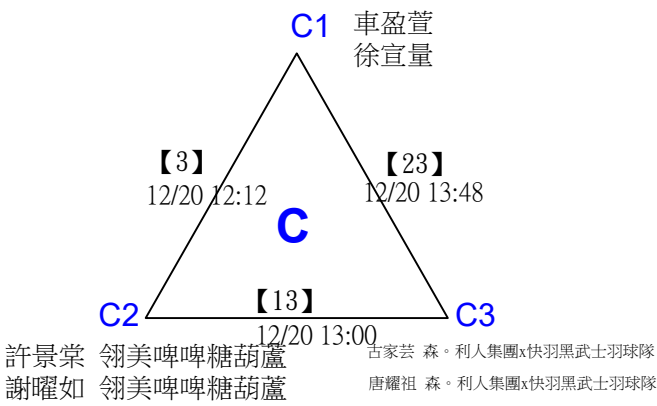 C1 車盈萱
徐宣量
【3】
12/20 12:12
【23】
12/20 13:48
C
【13】
12/20 13:00
C2
C3
許景棠 翎美啤啤糖葫蘆
謝曜如 翎美啤啤糖葫蘆
古家芸 森。利人集團x快羽黑武士羽球隊
唐耀祖 森。利人集團x快羽黑武士羽球隊